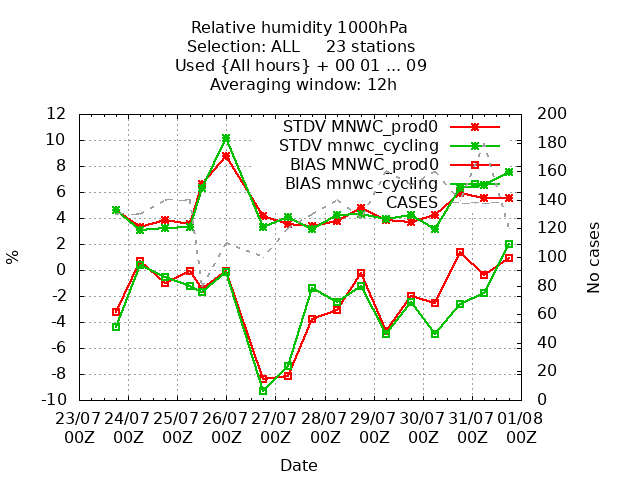 Relative humidity 1000hPa
Selection: ALL     23 stations
Used {All hours} + 00 01 ... 09
Averaging window: 12h
STDV MNWC_prod0
STDV mnwc_cycling
BIAS MNWC_prod0
BIAS mnwc_cycling
CASES
12
10
8
6
4
2
0
-2
-4
-6
-8
-10
%
200
180
160
140
120
100
80
60
40
20
0
No cases
23/07 24/07 25/07 26/07 27/07 28/07 29/07 30/07 31/07 01/08
00Z 00Z 00Z 00Z 00Z 00Z 00Z 00Z 00Z 00Z
Date